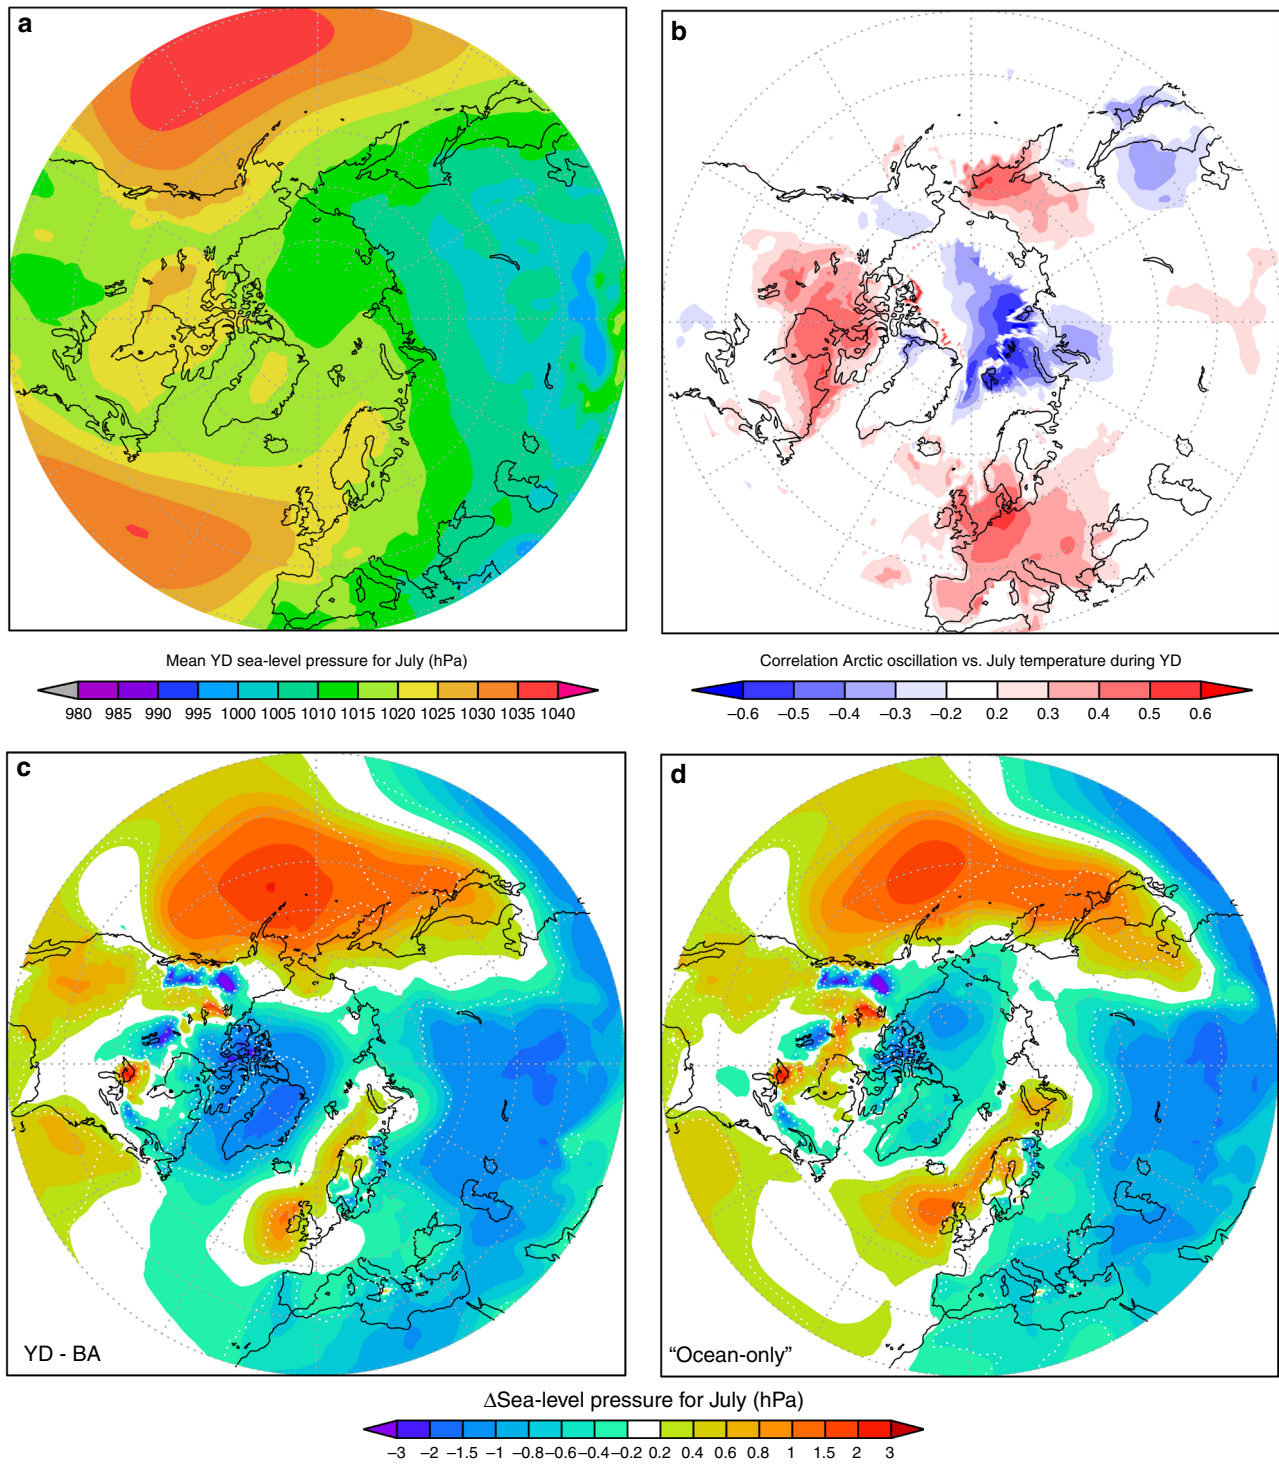 a
b
Mean YD sea-level pressure for July (hPa)
980 985 990 995 1000 1005 1010 1015 1020 1025 1030 1035 1040
Correlation Arctic oscillation vs. July temperature during YD
−0.6 −0.5 −0.4 −0.3 −0.2 0.2 0.3 0.4 0.5 0.6
c
d
YD - BA
“Ocean-only”
ΔSea-level pressure for July (hPa)
−3 −2 −1.5 −1 −0.8 −0.6 −0.4 −0.2 0.2 0.4 0.6 0.8 1 1.5 2 3